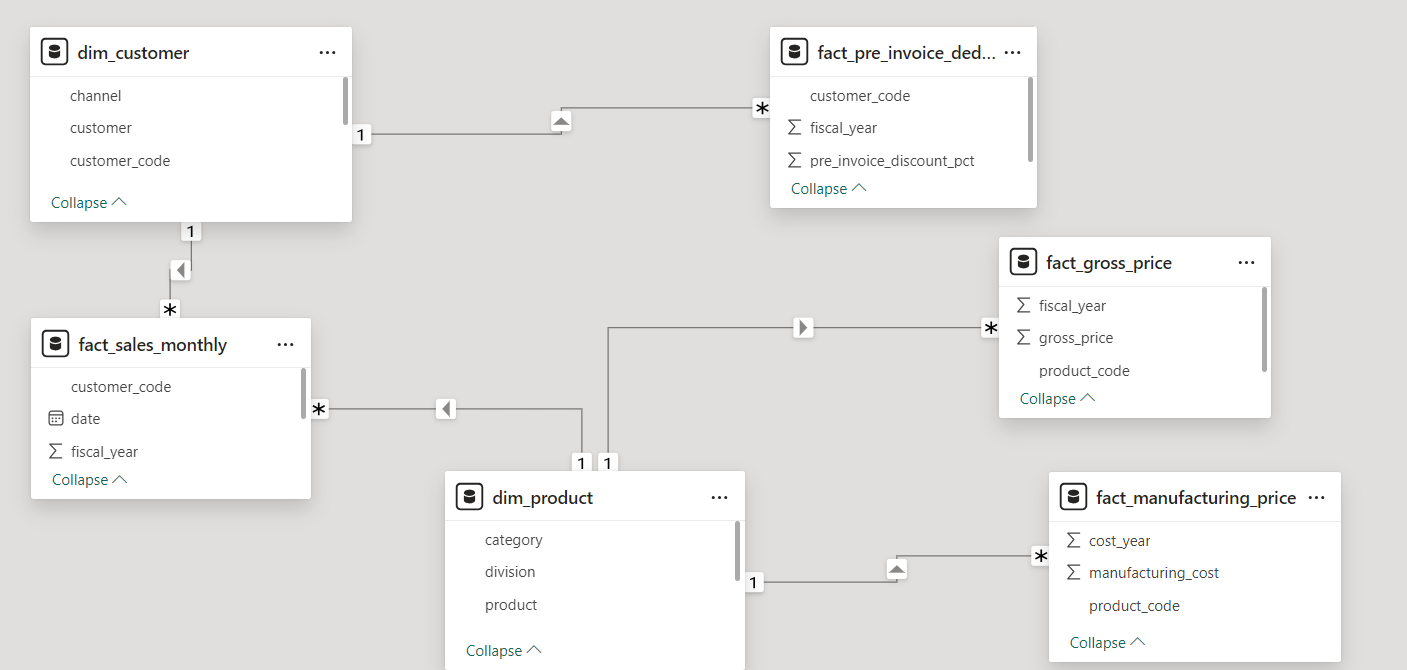 dim_customer
channel
customer
customer_code
Collapse
fact_pre_invoice_ded...
customer_code
fiscal_year
pre_invoice_discount_pct
Collapse
1
*
1
*
fact_gross_price
fiscal_year
gross_price
product_code
Collapse
*
fact_sales_monthly
customer_code
date
fiscal_year
Collapse
*
1
1
dim_product
category
division
product
Collapse
1
*
fact_manufacturing_price
cost_year
manufacturing_cost
product_code
Collapse